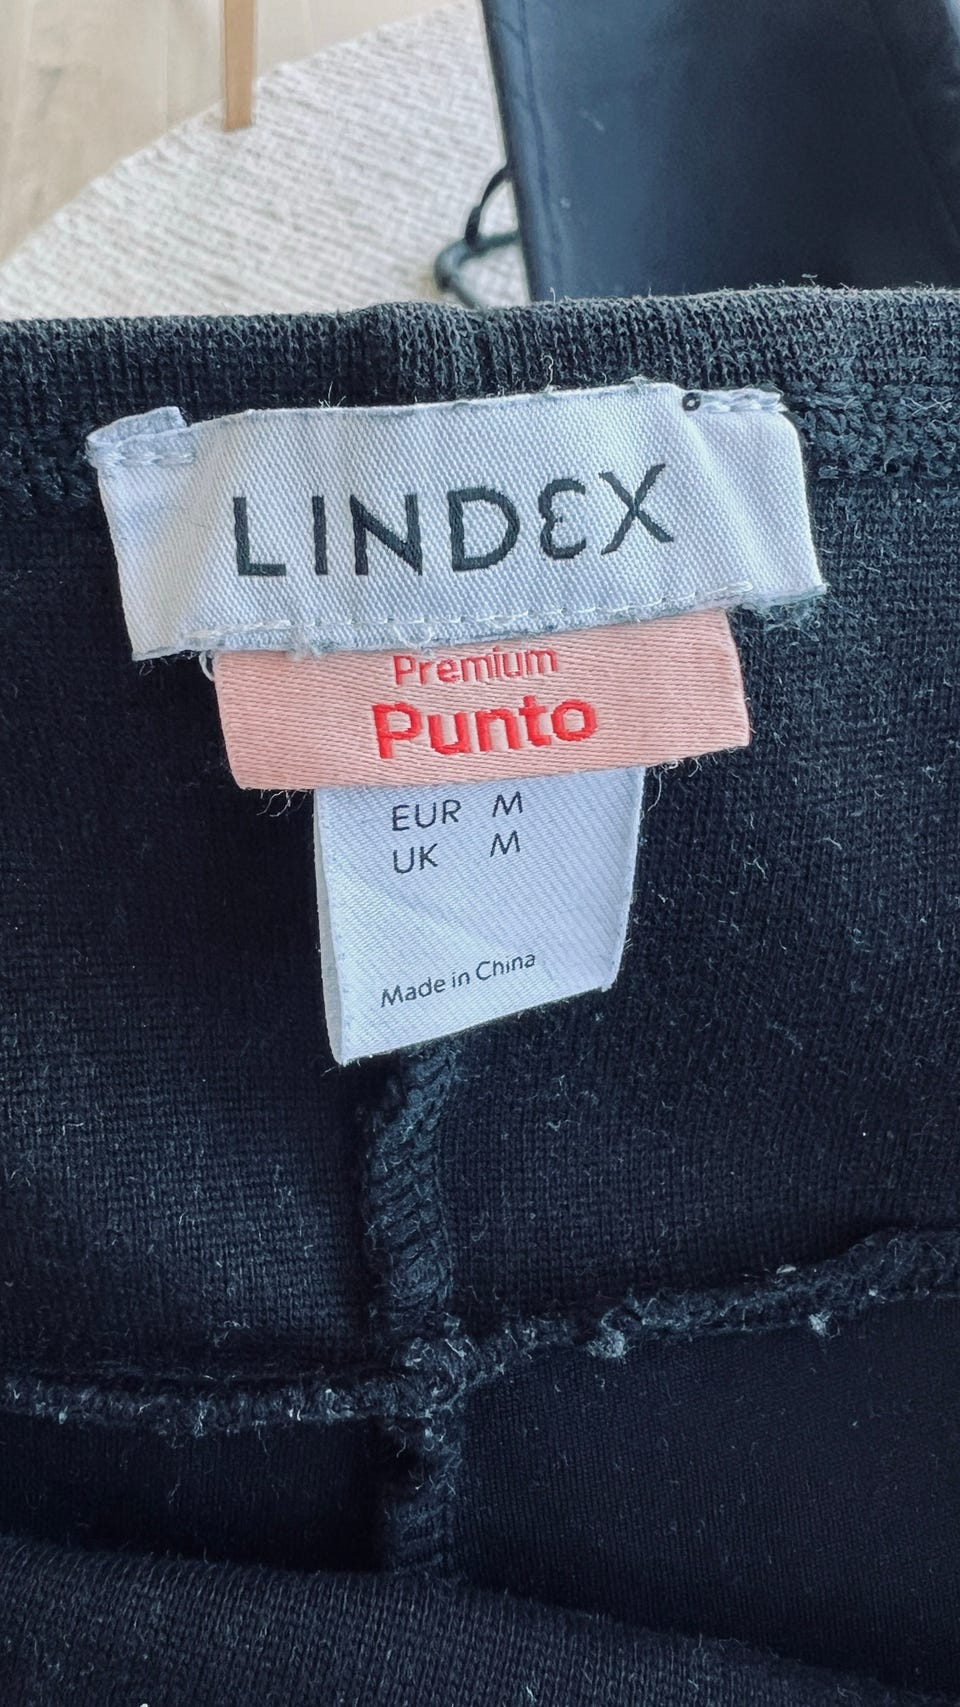 LINDEX
Premium
Punto
EUR M
UK M
Made in China